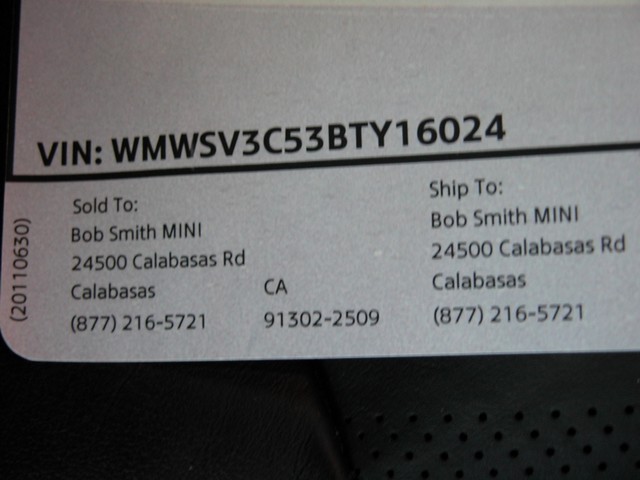 VIN: WMWSV3C53BTY16024
Sold To:
Bob Smith MINI
24500 Calabasas Rd
Calabasas CA
(877) 216-5721 91302-2509
Ship To:
Bob Smith MINI
24500 Calabasas Rd
Calabasas
(877) 216-5721
(20110630)